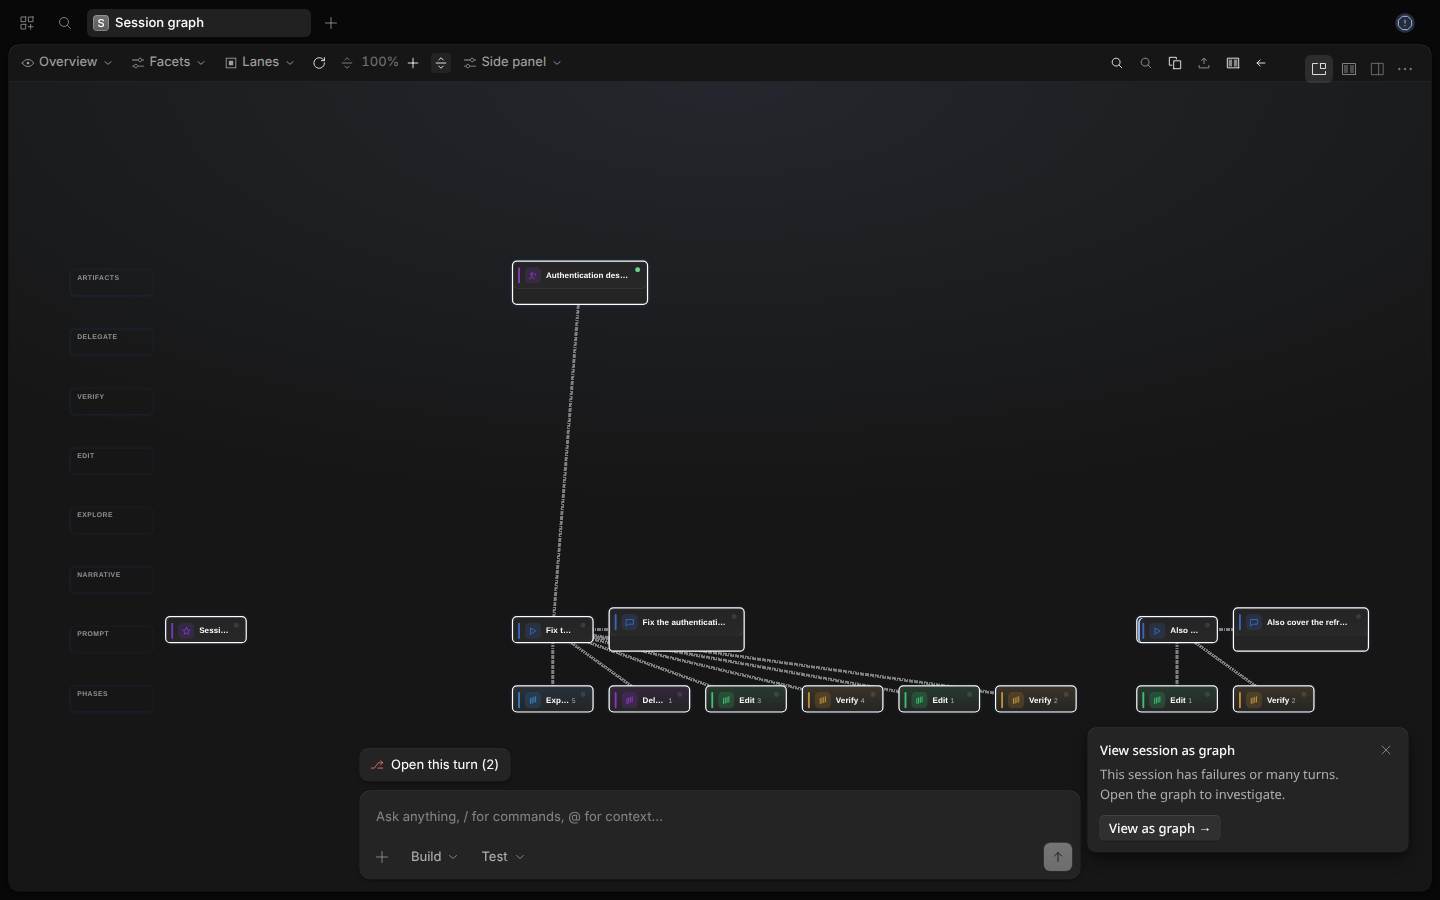 S Session graph
Overview Facets Lanes 100% Side panel
ARTIFACTS
Authentication des...
DELEGATE
VERIFY
EDIT
EXPLORE
NARRATIVE
PROMPT
Sessi...
Fix t...
Fix the authenticati...
Also ...
Also cover the refr...
PHASES
Exp... 5
Del... 1
Edit 3
Verify 4
Edit 1
Verify 2
Edit 1
Verify 2
Open this turn (2)
View session as graph
This session has failures or many turns.
Open the graph to investigate.
View as graph →
Ask anything, / for commands, @ for context...
Build Test